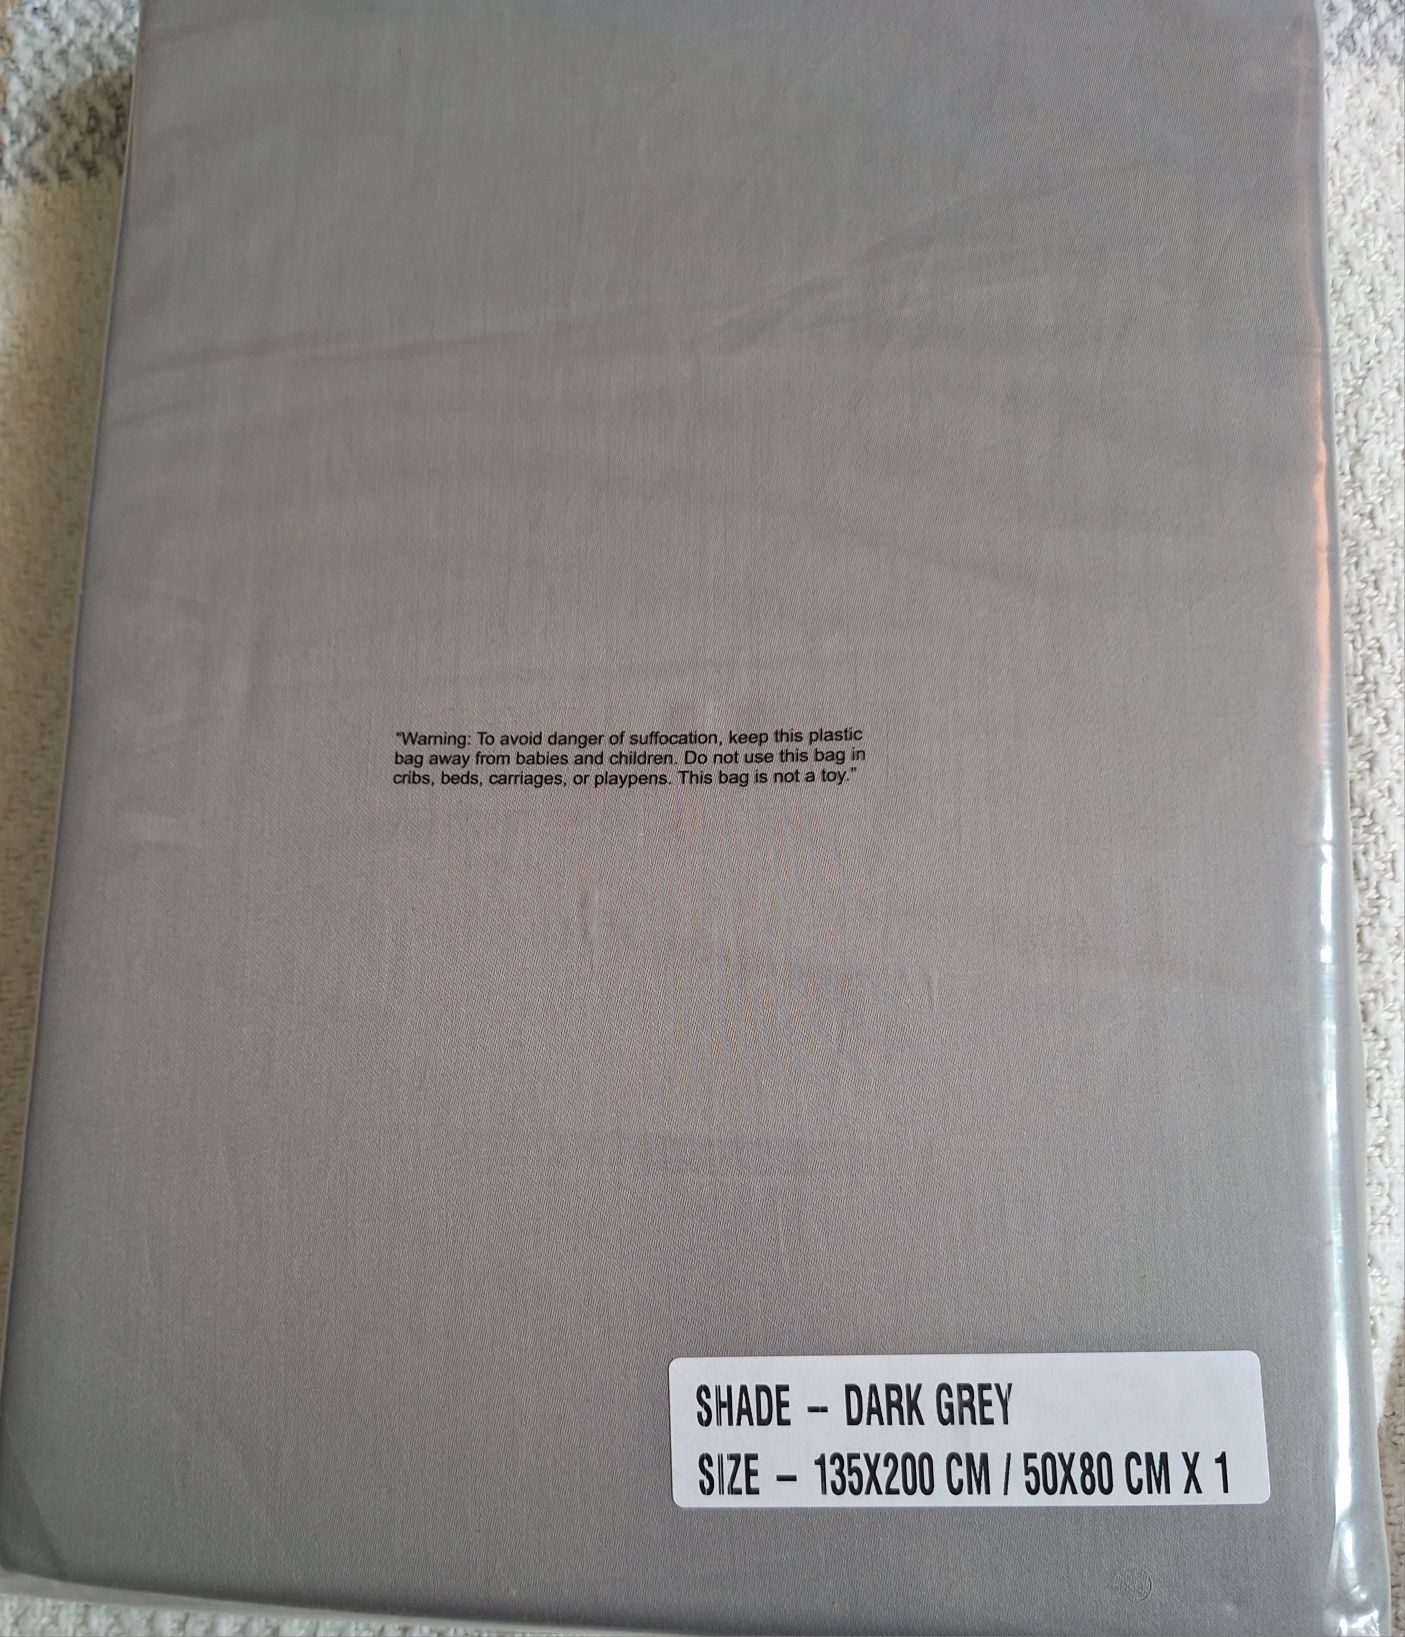 "Warning: To avoid danger of suffocation, keep this plastic
bag away from babies and children. Do not use this bag in
cribs, beds, carriages, or playpens. This bag is not a toy."
SHADE – DARK GREY
SIZE – 135X200 CM / 50X80 CM X 1